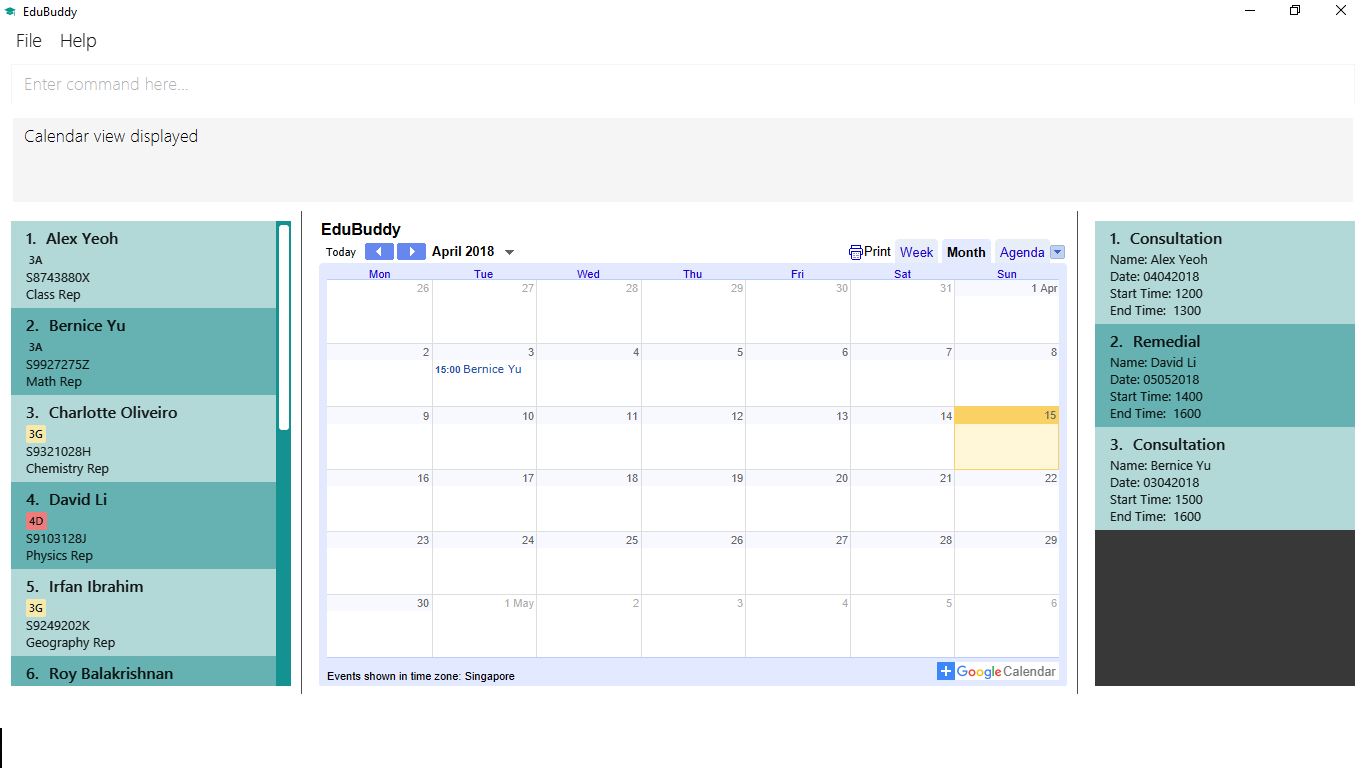 EduBuddy
File Help
Enter command here...
Calendar view displayed
1. Alex Yeoh
3A
S8743880X
Class Rep
2. Bernice Yu
3A
S9927275Z
Math Rep
3. Charlotte Oliveiro
3G
S9321028H
Chemistry Rep
4. David Li
4D
S9103128J
Physics Rep
5. Irfan Ibrahim
3G
S9249202K
Geography Rep
6. Roy Balakrishnan
EduBuddy
Today April 2018 Print Week Month Agenda
Mon Tue Wed Thu Fri Sat Sun
26 27 28 29 30 31 1 Apr
2 3 4 5 6 7 8
15:00 Bernice Yu
9 10 11 12 13 14 15
16 17 18 19 20 21 22
23 24 25 26 27 28 29
30 1 May 2 3 4 5 6
Events shown in time zone: Singapore
Google Calendar
1. Consultation
Name: Alex Yeoh
Date: 04042018
Start Time: 1200
End Time: 1300
2. Remedial
Name: David Li
Date: 05052018
Start Time: 1400
End Time: 1600
3. Consultation
Name: Bernice Yu
Date: 03042018
Start Time: 1500
End Time: 1600